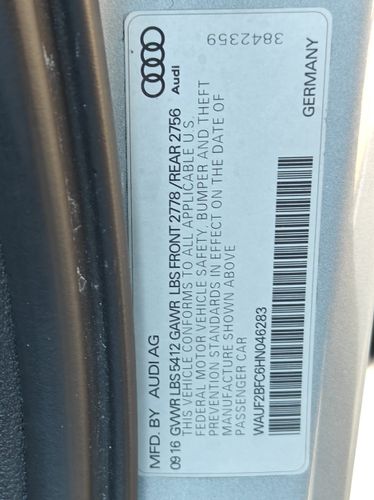 MFD. BY AUDI AG
09 16 GVWR LBS 5412 GAWR LBS FRONT 2778 / REAR 2756
THIS VEHICLE CONFORMS TO ALL APPLICABLE U.S.
FEDERAL MOTOR VEHICLE SAFETY. BUMPER AND THEFT
PREVENTION STANDARDS IN EFFECT ON THE DATE OF
MANUFACTURE SHOWN ABOVE
PASSENGER CAR
WAUF2BFC6HN046283
GERMANY
Audi
3842359